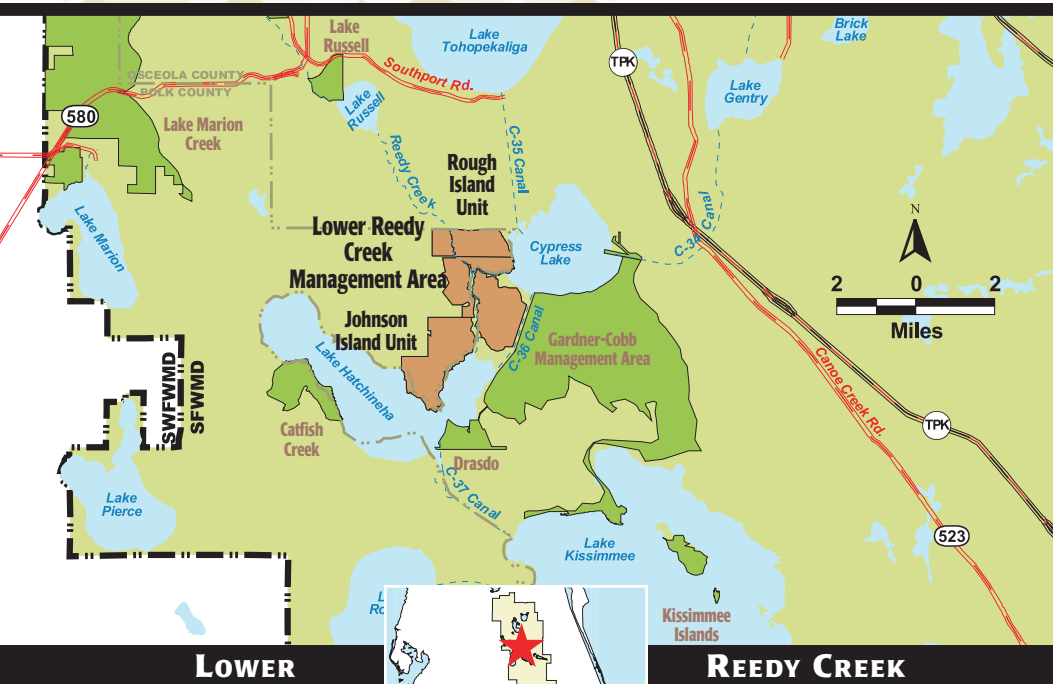 Lake
Russell
Lake
Tohopekaliga
Brick
Lake
TPK
OSCEOLA COUNTY
POLK COUNTY
Southport Rd.
Lake
Gentry
580
Lake
Russell
Lake Marion
Creek
C-35 Canal
Reedy Creek
Rough
Island
Unit
Lake Marion
C-34 Canal
N
Lower Reedy
Creek
Management Area
Cypress
Lake
2 0 2
Miles
Johnson
Island Unit
C-36 Canal
Gardner-Cobb
Management Area
Lake Hatchineha
Canoe Creek Rd
SWFWMD
SFWMD
Catfish
Creek
TPK
Drasdo
C-37 Canal
Lake
Pierce
523
Lake
Kissimmee
Kissimmee
Islands
LOWER REEDY CREEK